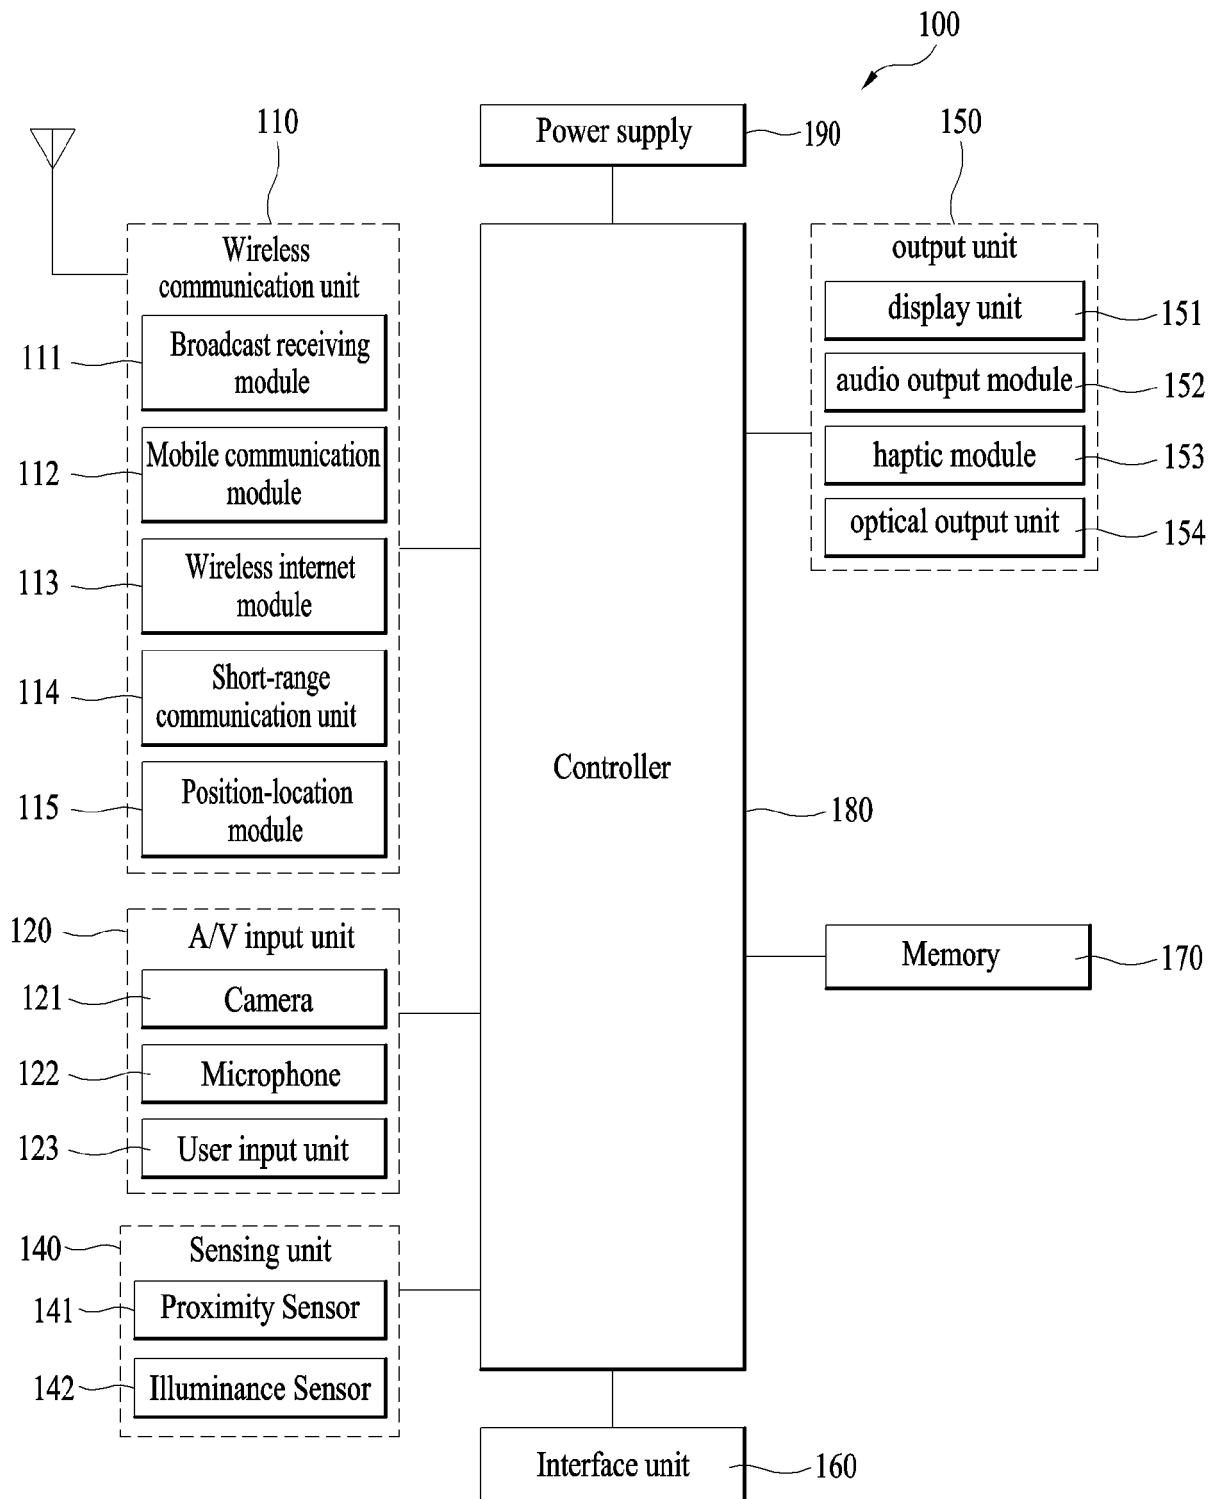 100
Power supply
190
110
Wireless
communication unit
111
Broadcast receiving
module
112
Mobile communication
module
113
Wireless internet
module
114
Short-range
communication unit
115
Position-location
module
120
A/V input unit
121
Camera
122
Microphone
123
User input unit
140
Sensing unit
141
Proximity Sensor
142
Illuminance Sensor
Controller
180
150
output unit
display unit
151
audio output module
152
haptic module
153
optical output unit
154
Memory
170
Interface unit
160